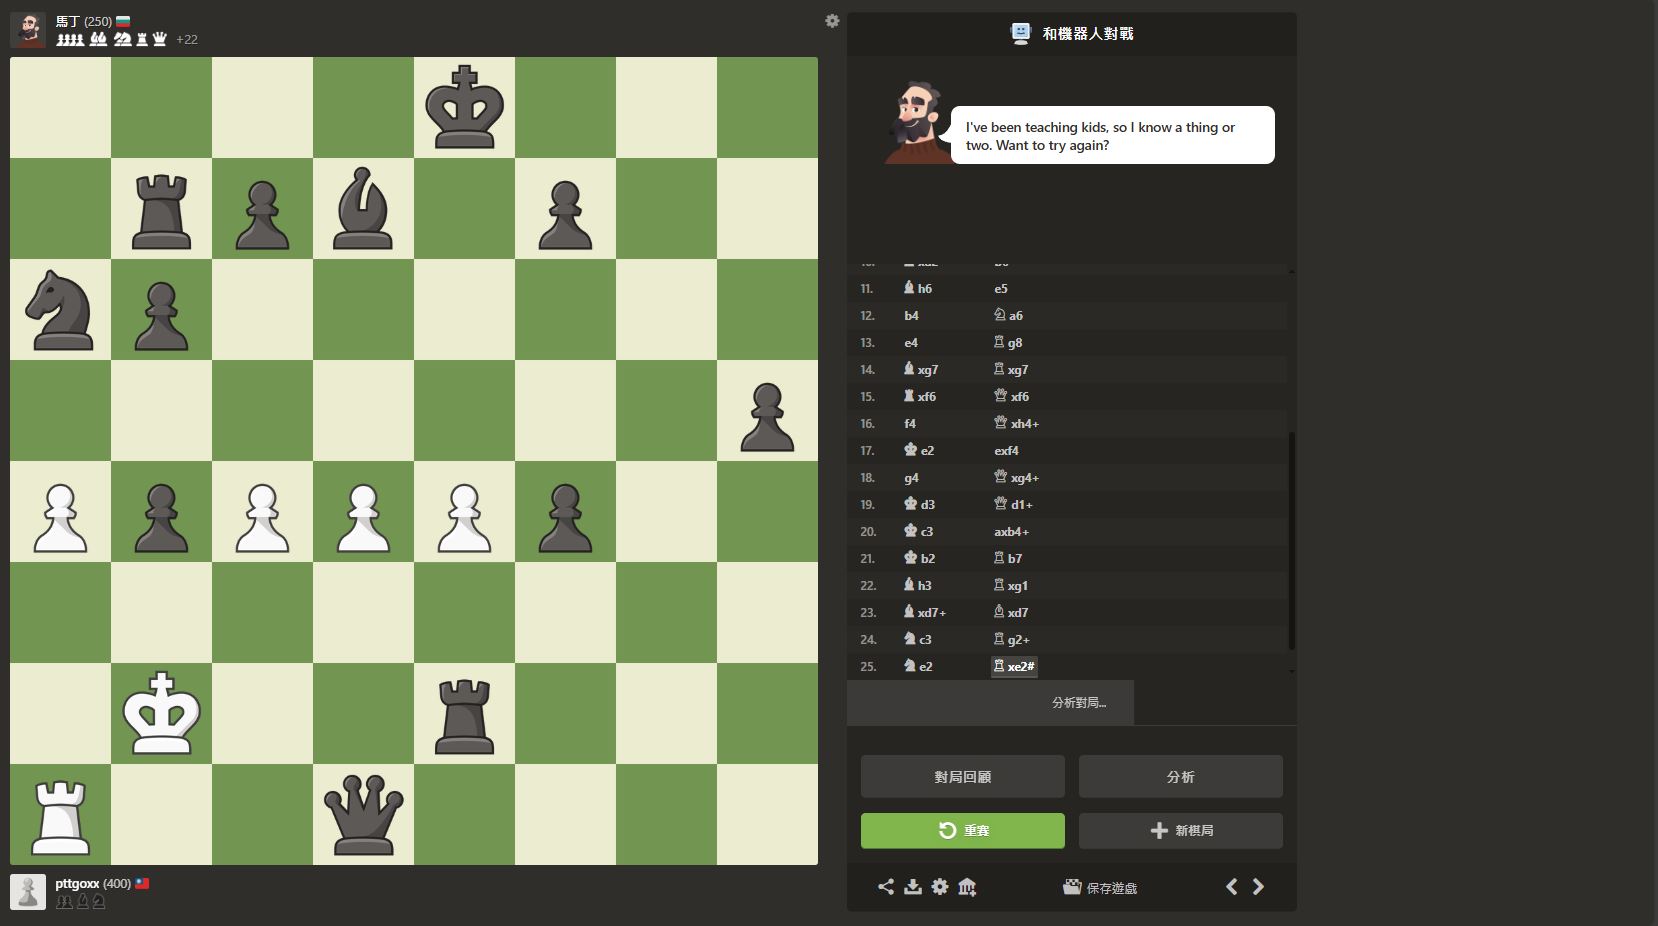 馬丁 (250)
+22
和機器人對戰
I've been teaching kids, so I know a thing or
two. Want to try again?
11. h6 e5
12. b4 a6
13. e4 g8
14. xg7 xg7
15. xf6 xf6
16. f4 xh4+
17. e2 exf4
18. g4 xg4+
19. d3 d1+
20. c3 axb4+
21. b2 b7
22. h3 xg1
23. xd7+ xd7
24. c3 g2+
25. e2 xe2#
分析對局...
對局回顧 分析
重賽 新棋局
保存遊戲
pttgoxx (400)